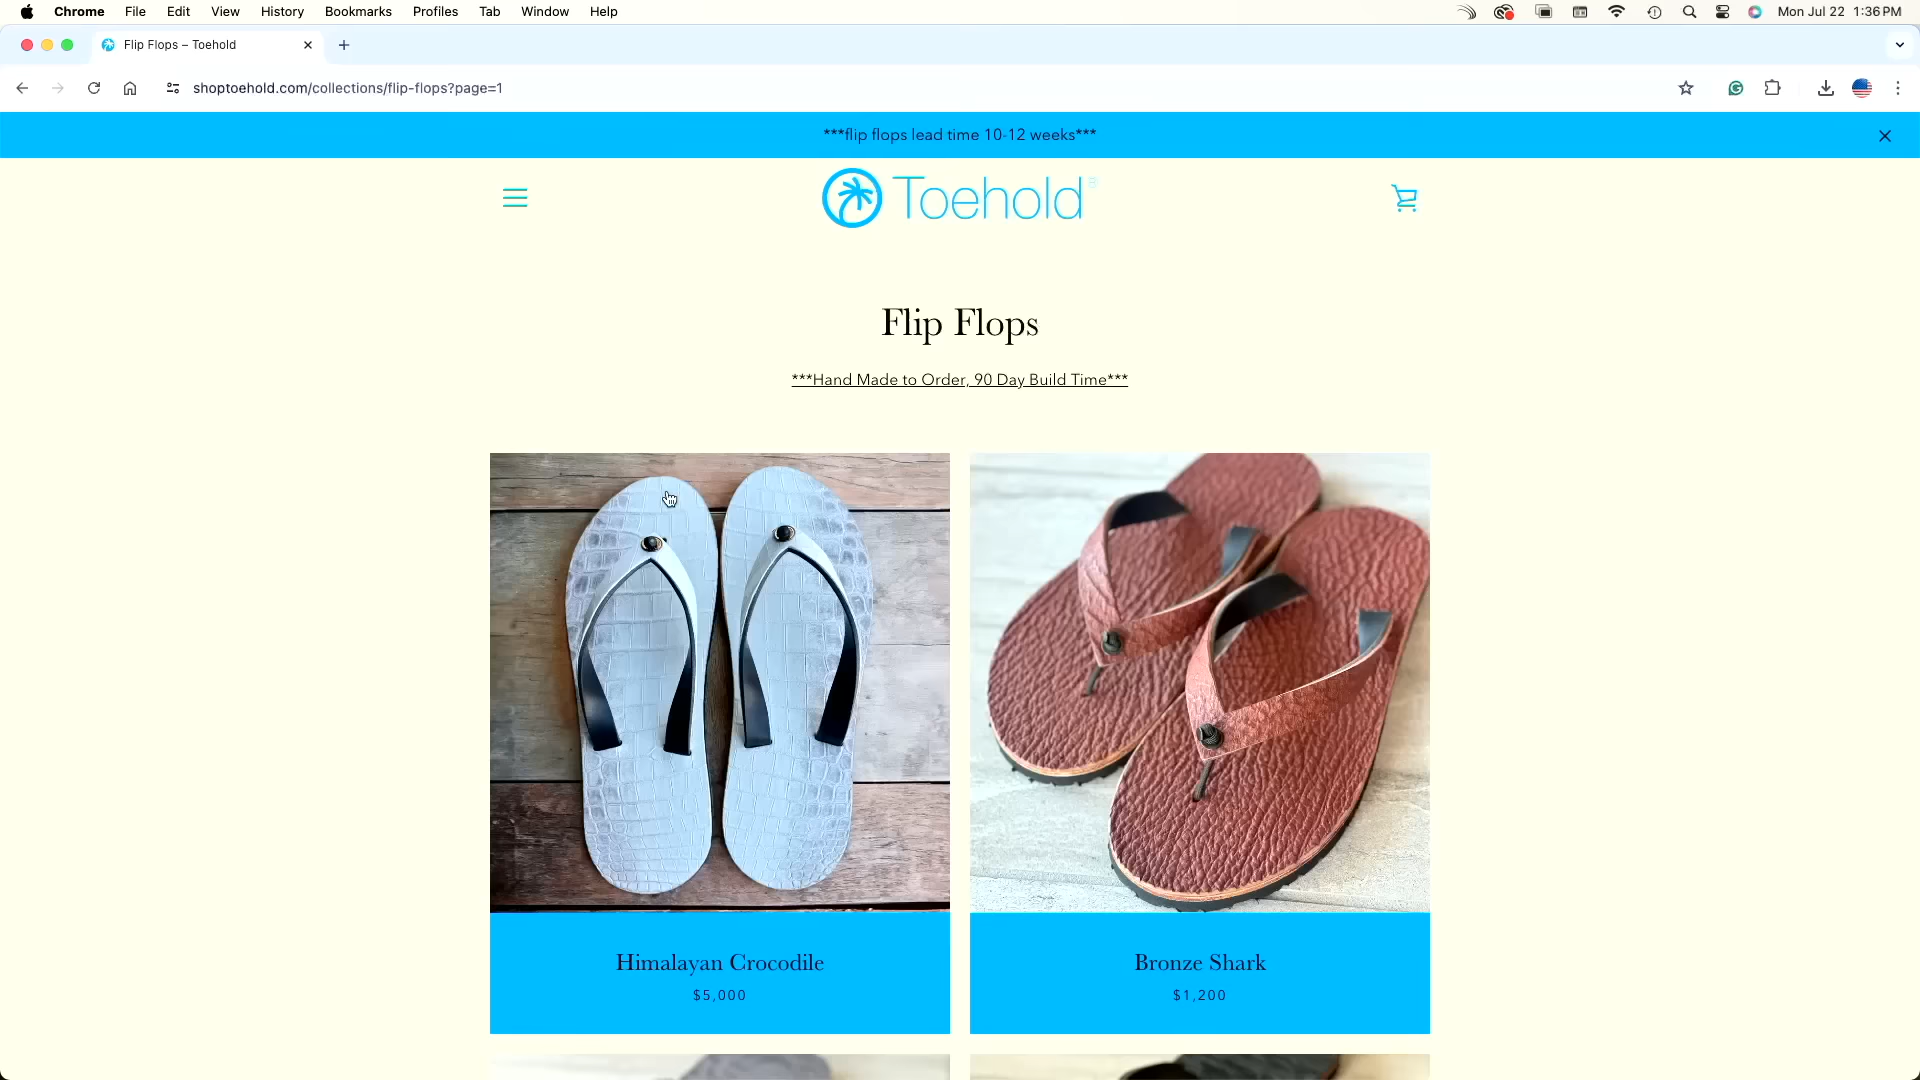 Chrome File Edit View History Bookmarks Profiles Tab Window Help Mon Jul 22 1:36 PM
Flip Flops – Toehold
shoptoehold.com/collections/flip-flops?page=1
***flip flops lead time 10-12 weeks***
Toehold®
Flip Flops
***Hand Made to Order, 90 Day Build Time***
Himalayan Crocodile
$5,000
Bronze Shark
$1,200